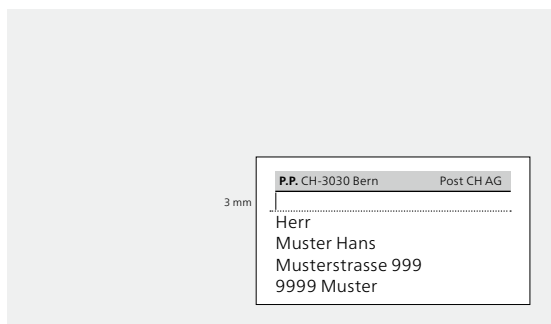 P.P. CH-3030 Bern Post CH AG
3 mm
Herr
Muster Hans
Musterstrasse 999
9999 Muster